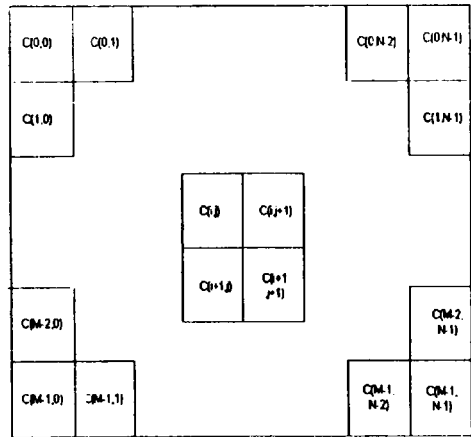 C(0,0) C(0,1) C(0,N-2) C(0,N-1)
C(1,0) C(1,N-1)
C(i,j) C(i,j+1)
C(i+1,j) C(i+1
,j+1)
C(M-2,0) C(M-2,
N-1)
C(M-1,0) C(M-1,1) C(M-1,
N-2) C(M-1,
N-1)